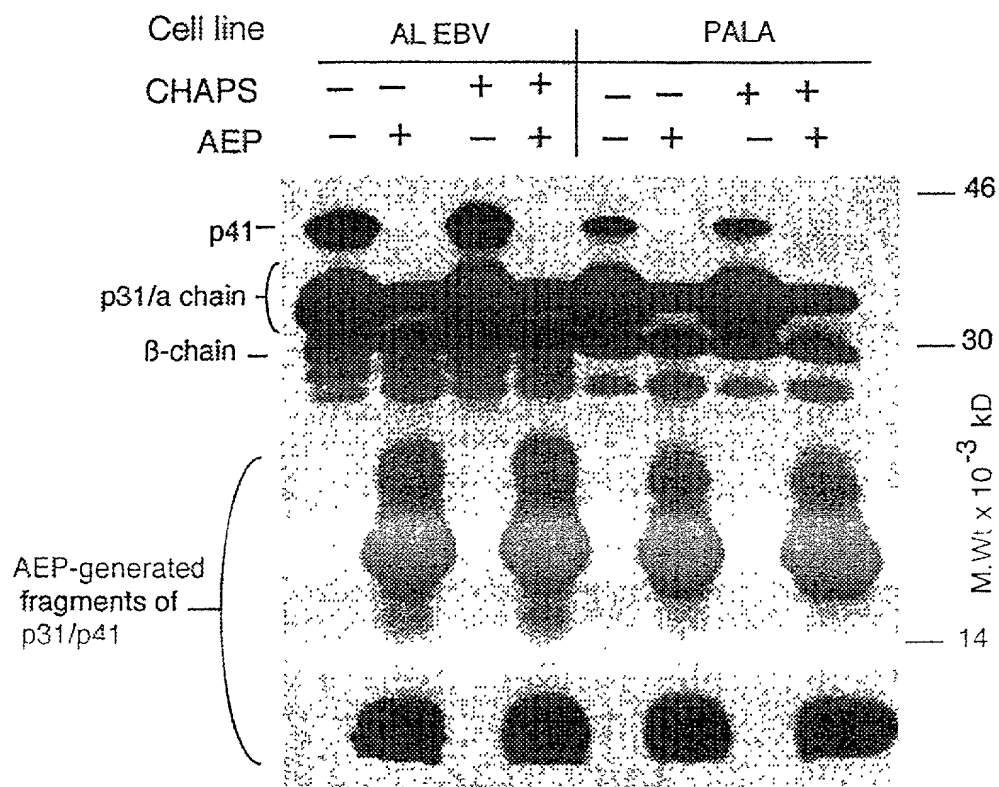 Cell line AL EBV PALA
CHAPS − − + + − − + +
AEP − + − + − + − +
46
p41
p31/a chain
ß-chain
30
M.Wt x 10-3 kD
AEP-generated
fragments of
p31/p41
14